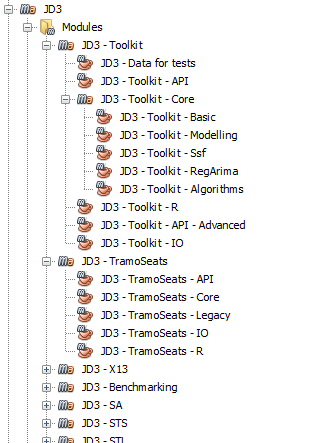 JD3
Modules
JD3 - Toolkit
JD3 - Data for tests
JD3 - Toolkit - API
JD3 - Toolkit - Core
JD3 - Toolkit - Basic
JD3 - Toolkit - Modelling
JD3 - Toolkit - Ssf
JD3 - Toolkit - RegArima
JD3 - Toolkit - Algorithms
JD3 - Toolkit - R
JD3 - Toolkit - API - Advanced
JD3 - Toolkit - IO
JD3 - TramoSeats
JD3 - TramoSeats - API
JD3 - TramoSeats - Core
JD3 - TramoSeats - Legacy
JD3 - TramoSeats - IO
JD3 - TramoSeats - R
JD3 - X13
JD3 - Benchmarking
JD3 - SA
JD3 - STS
JD3 - STL